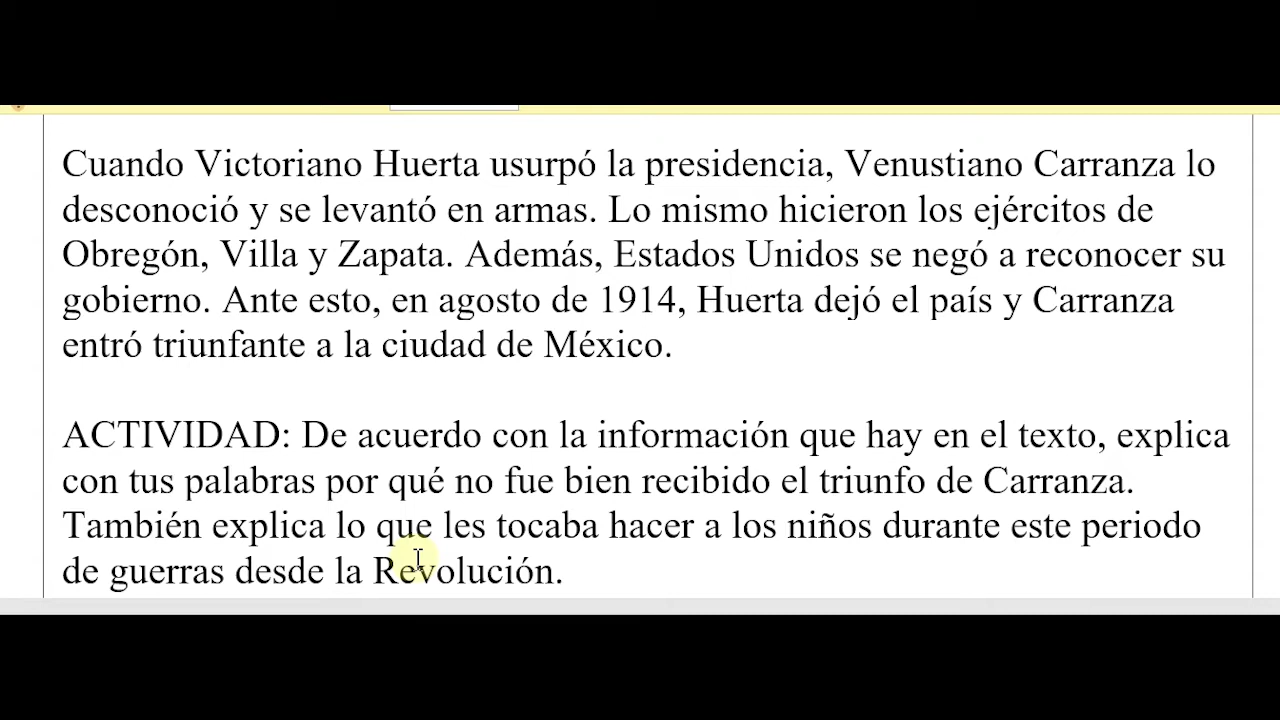 Cuando Victoriano Huerta usurpó la presidencia, Venustiano Carranza lo
desconoció y se levantó en armas. Lo mismo hicieron los ejércitos de
Obregón, Villa y Zapata. Además, Estados Unidos se negó a reconocer su
gobierno. Ante esto, en agosto de 1914, Huerta dejó el país y Carranza
entró triunfante a la ciudad de México.
ACTIVIDAD: De acuerdo con la información que hay en el texto, explica
con tus palabras por qué no fue bien recibido el triunfo de Carranza.
También explica lo que les tocaba hacer a los niños durante este periodo
de guerras desde la Revolución.